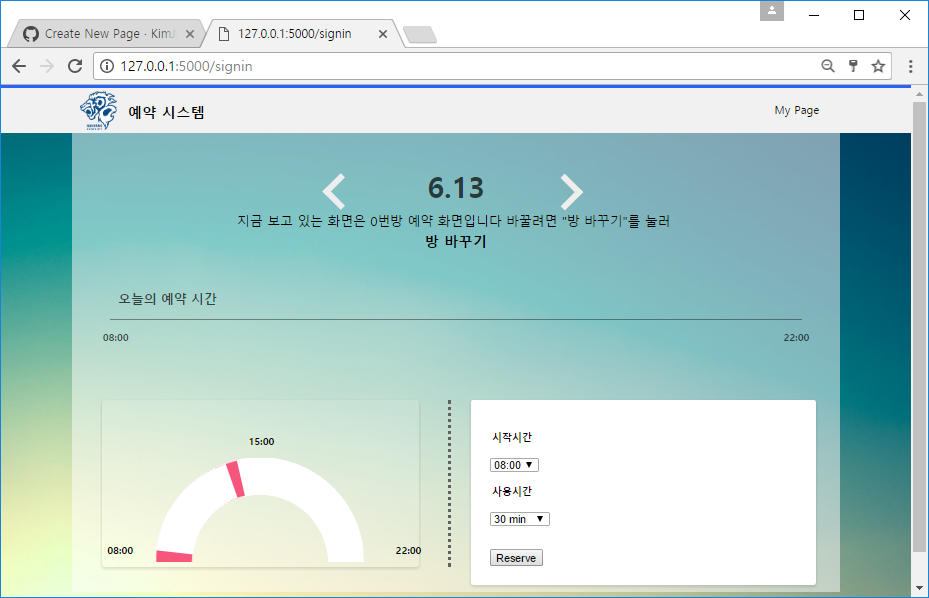 Create New Page · KimJ
127.0.0.1:5000/signin
127.0.0.1:5000/signin
예약 시스템
My Page
6.13
지금 보고 있는 화면은 0번방 예약 화면입니다 바꿀려면 "방 바꾸기"를 눌러
방 바꾸기
오늘의 예약 시간
08:00
22:00
15:00
08:00
22:00
시작시간
08:00
사용시간
30 min
Reserve